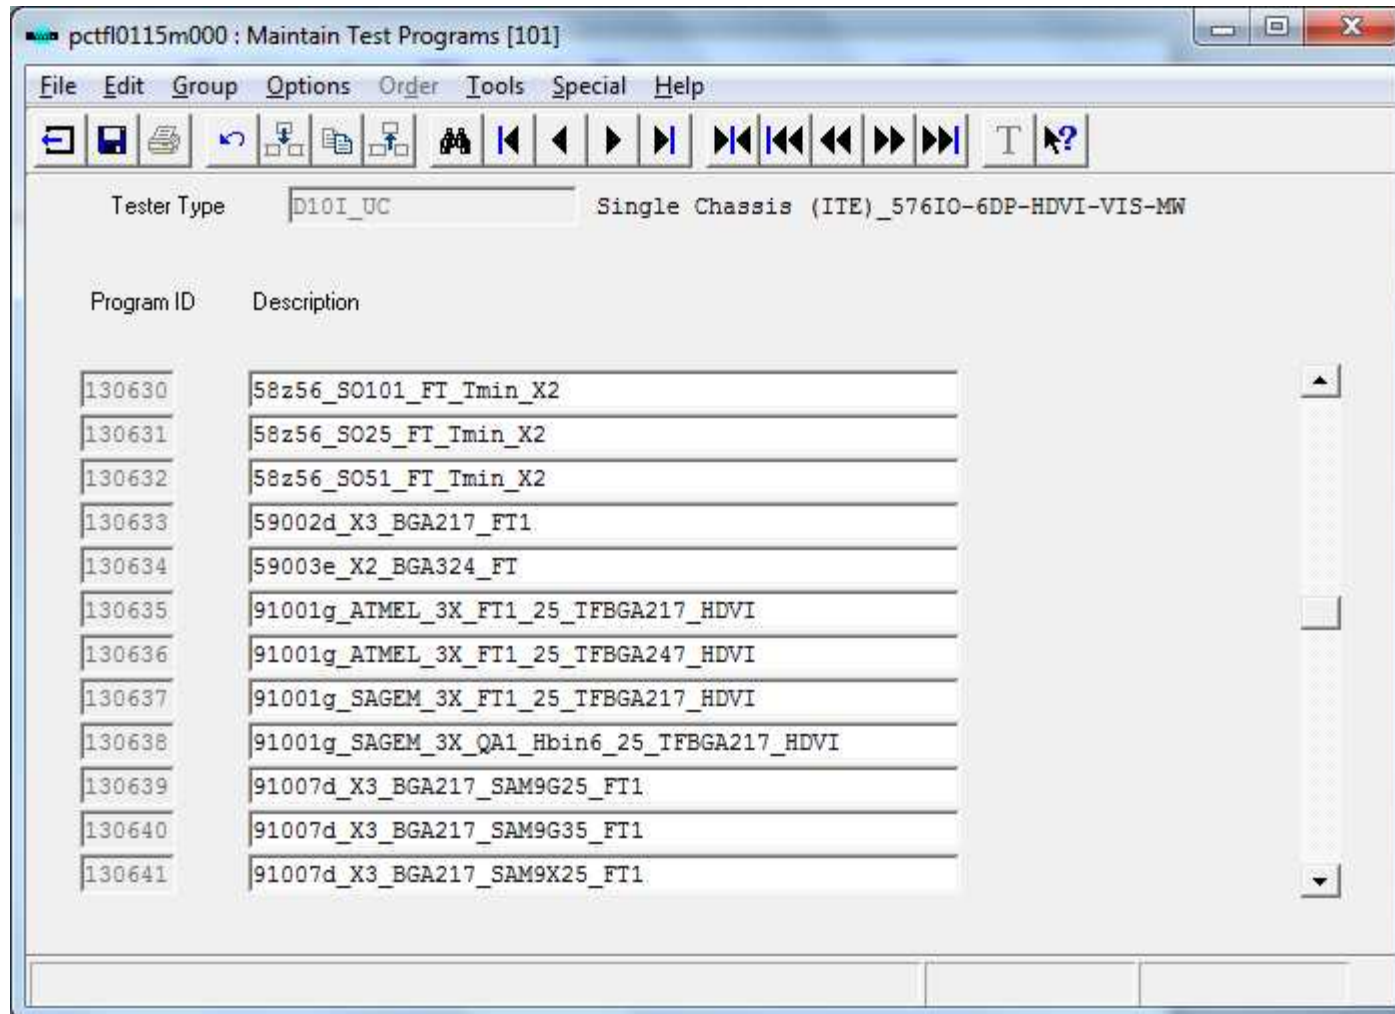 pctfl0115m000 : Maintain Test Programs [101]
File Edit Group Options Order Tools Special Help
T ?
Tester Type D10I_UC Single Chassis (ITE)_576IO-6DP-HDVI-VIS-MW
Program ID Description
130630 58z56_SO101_FT_Tmin_X2
130631 58z56_SO25_FT_Tmin_X2
130632 58z56_SO51_FT_Tmin_X2
130633 59002d_X3_BGA217_FT1
130634 59003e_X2_BGA324_FT
130635 91001g_ATMEL_3X_FT1_25_TFBGA217_HDVI
130636 91001g_ATMEL_3X_FT1_25_TFBGA247_HDVI
130637 91001g_SAGEM_3X_FT1_25_TFBGA217_HDVI
130638 91001g_SAGEM_3X_QA1_Hbin6_25_TFBGA217_HDVI
130639 91007d_X3_BGA217_SAM9G25_FT1
130640 91007d_X3_BGA217_SAM9G35_FT1
130641 91007d_X3_BGA217_SAM9X25_FT1